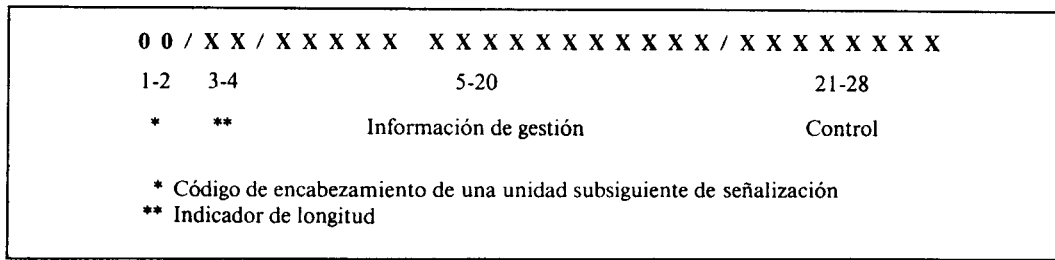 0 0 / X X / X X X X X X X X X X X X X X X X / X X X X X X X X
1-2 3-4 5-20 21-28
* ** Información de gestión Control
* Código de encabezamiento de una unidad subsiguiente de señalización
** Indicador de longitud